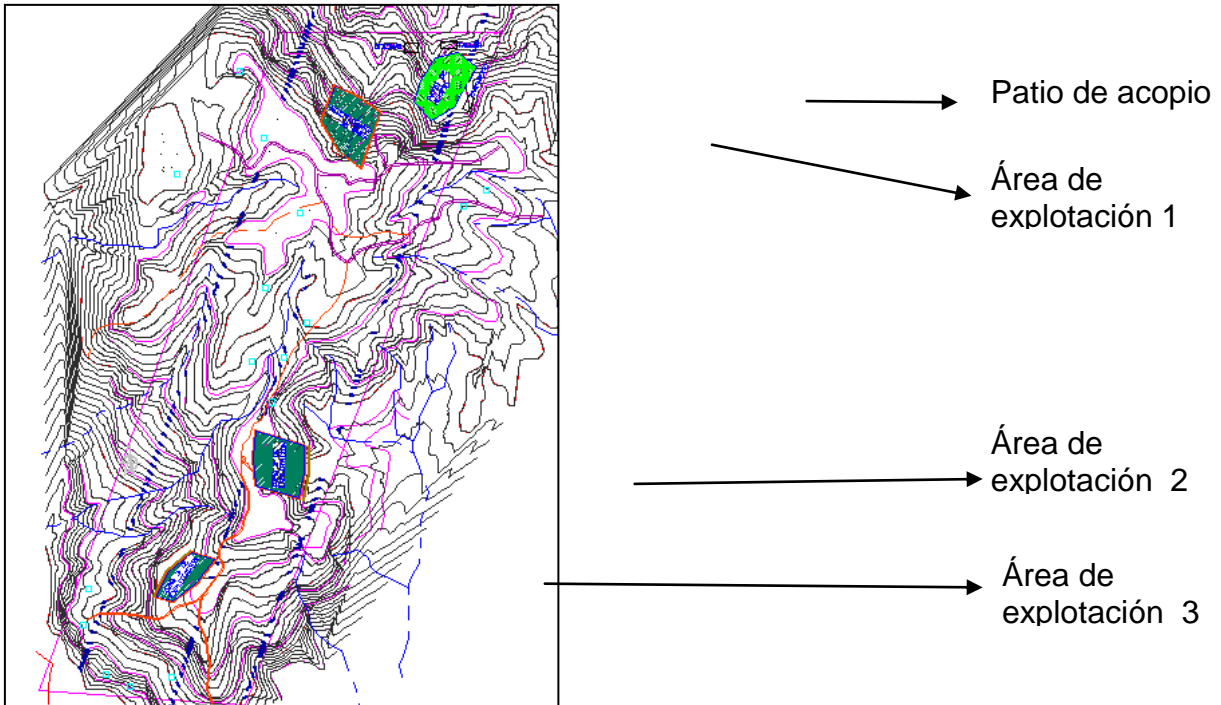 Patio de acopio
Área de
explotación 1
Área de
explotación  2
Área de
explotación  3